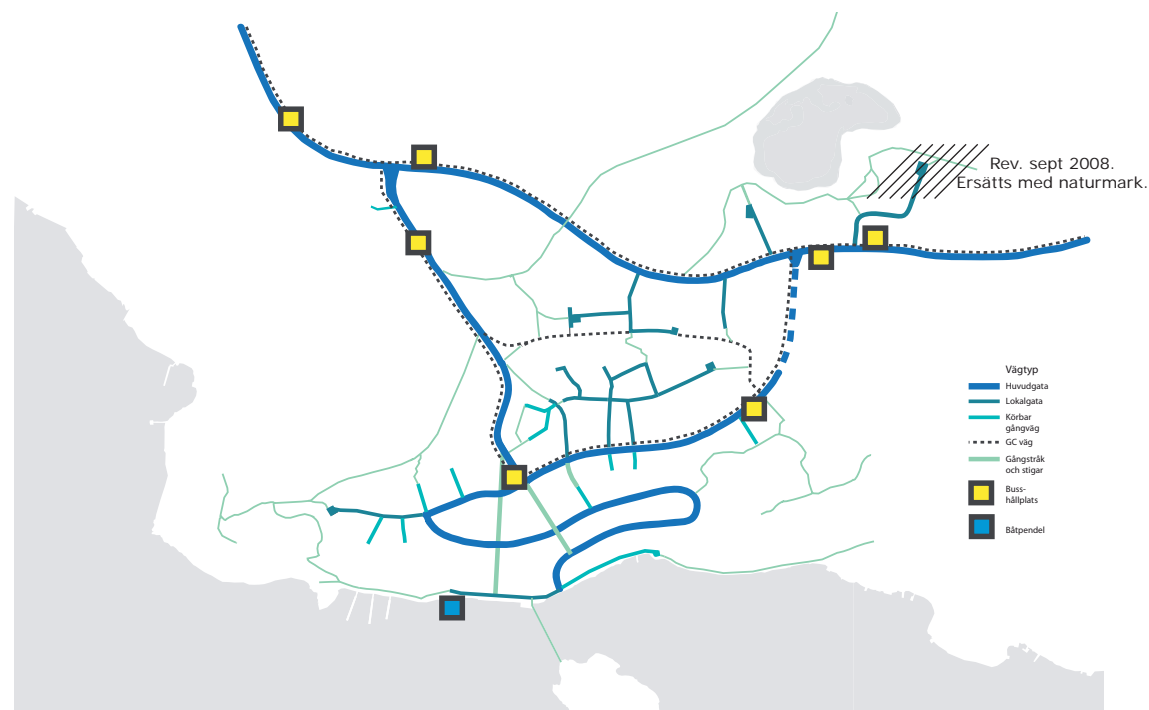 Rev. sept 2008.
Ersätts med naturmark.
Vägtyp
Huvudgata
Lokalgata
Körbar
gångväg
GC väg
Gångstråk
och stigar
Buss-
hållplats
Båtpendel